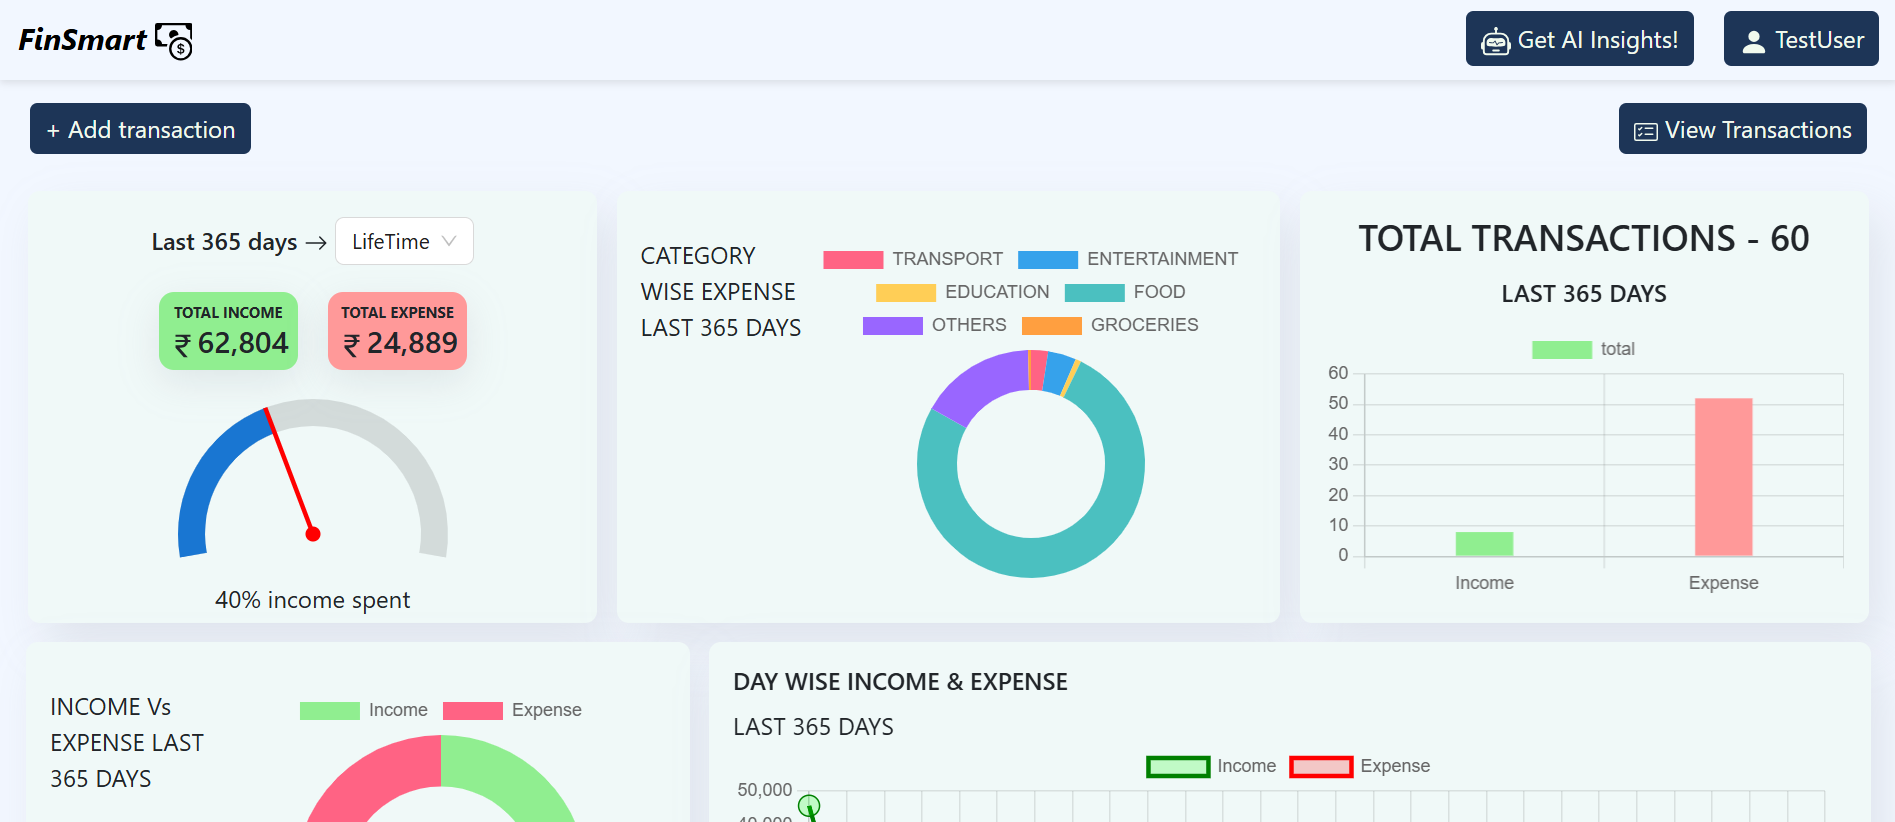 FinSmart
Get AI Insights!
TestUser
+ Add transaction
View Transactions
Last 365 days → LifeTime
TOTAL INCOME
₹ 62,804
TOTAL EXPENSE
₹ 24,889
40% income spent
CATEGORY
WISE EXPENSE
LAST 365 DAYS
TRANSPORT ENTERTAINMENT
EDUCATION FOOD
OTHERS GROCERIES
TOTAL TRANSACTIONS - 60
LAST 365 DAYS
total
60
50
40
30
20
10
0
Income Expense
INCOME Vs
EXPENSE LAST
365 DAYS
Income Expense
DAY WISE INCOME & EXPENSE
LAST 365 DAYS
Income Expense
50,000
40,000